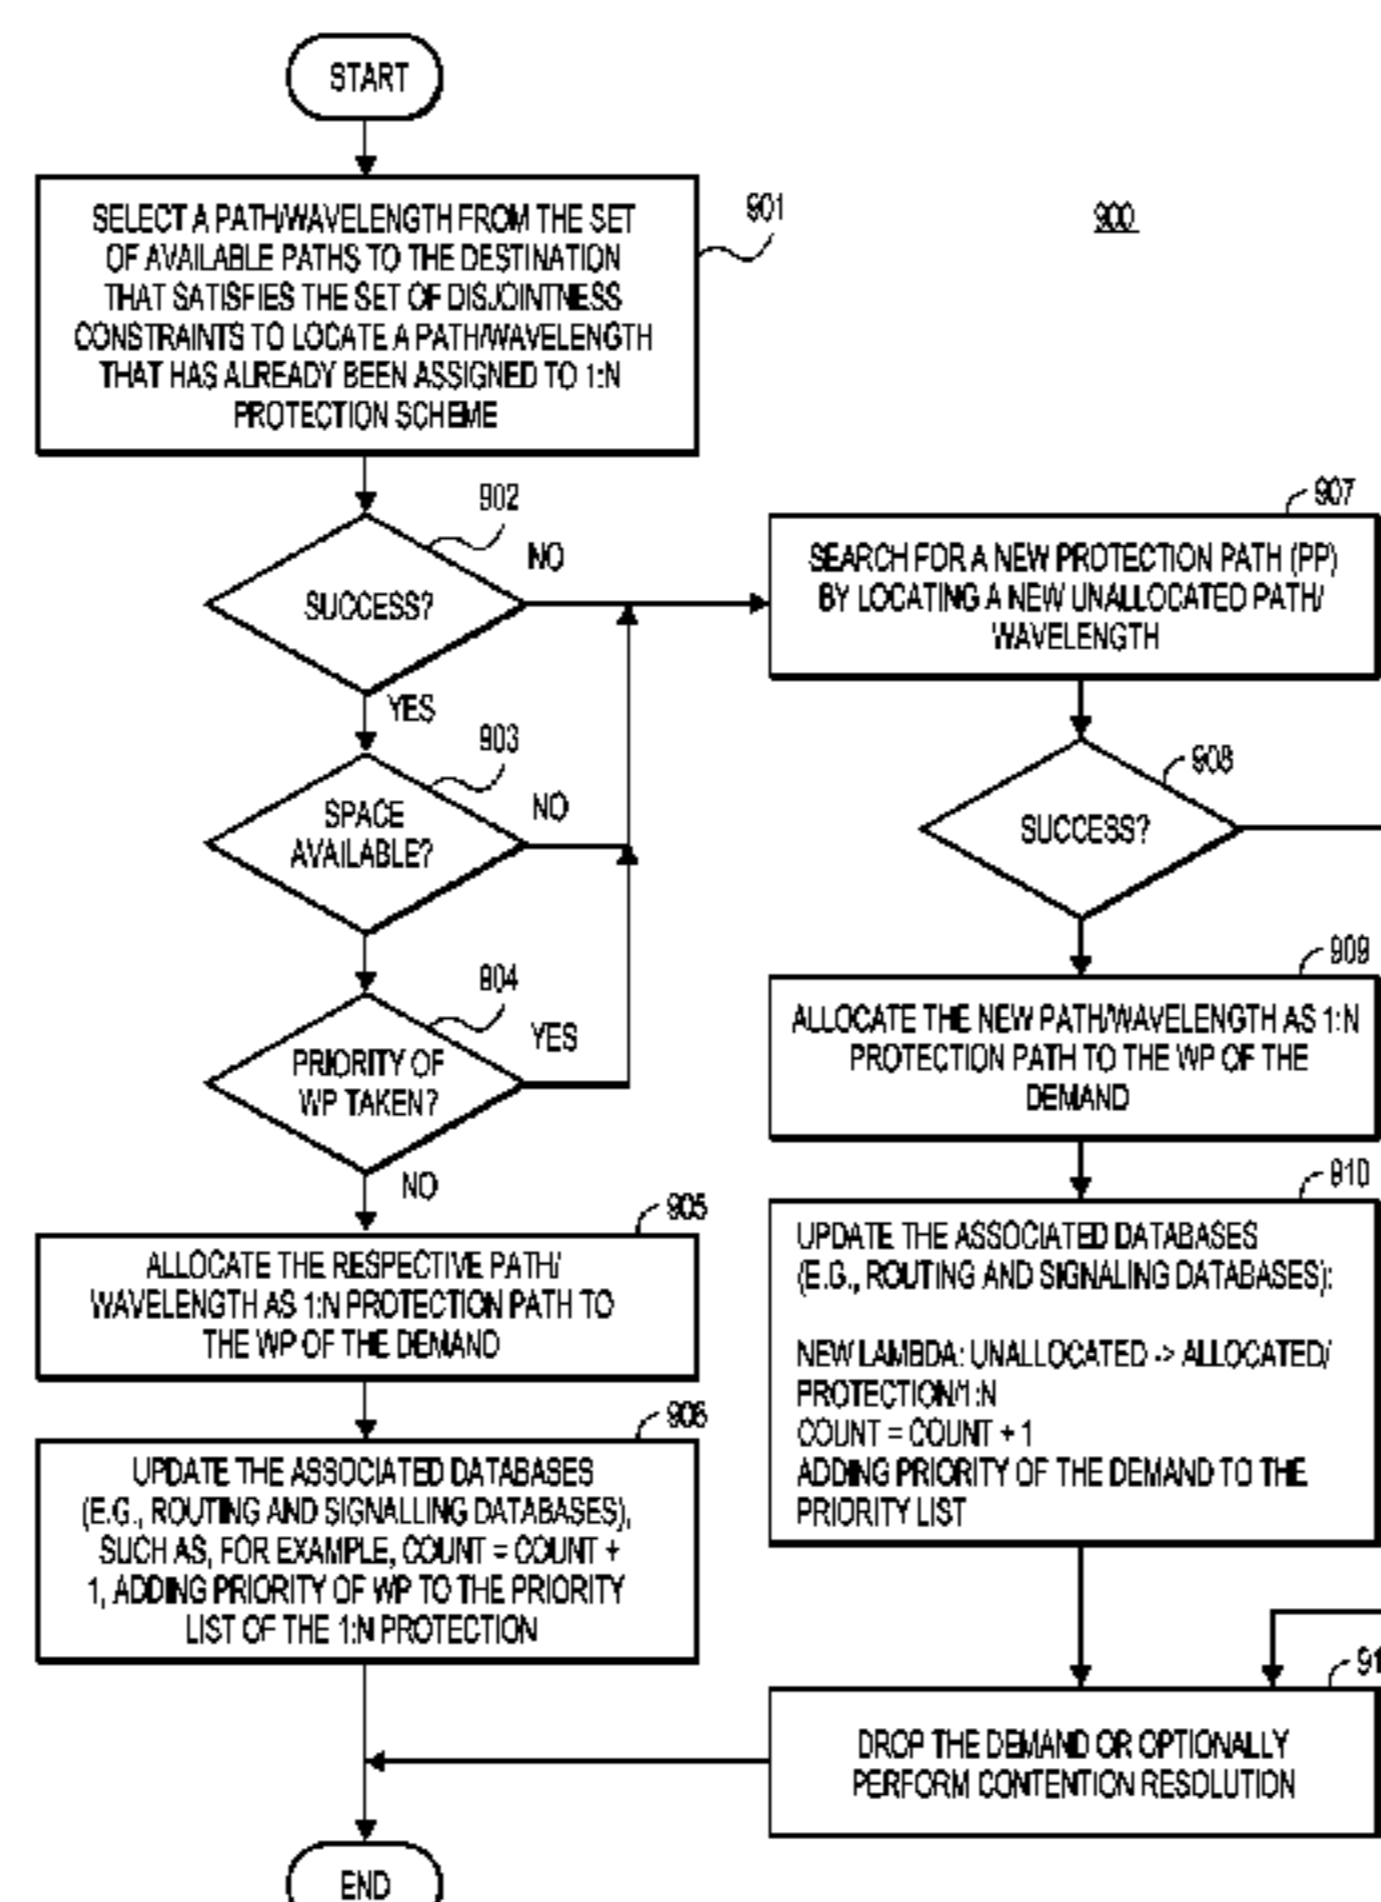 START
SELECT A PATH/WAVELENGTH FROM THE SET
OF AVAILABLE PATHS TO THE DESTINATION
THAT SATISFIES THE SET OF DISJOINTNESS
CONSTRAINTS TO LOCATE A PATH/WAVELENGTH
THAT HAS ALREADY BEEN ASSIGNED TO 1:N
PROTECTION SCHEME
901
900
902
SUCCESS?
NO
YES
903
SPACE
AVAILABLE?
NO
904
PRIORITY OF
WP TAKEN?
YES
NO
905
ALLOCATE THE RESPECTIVE PATH/
WAVELENGTH AS 1:N PROTECTION PATH TO
THE WP OF THE DEMAND
906
UPDATE THE ASSOCIATED DATABASES
(E.G., ROUTING AND SIGNALLING DATABASES),
SUCH AS, FOR EXAMPLE, COUNT = COUNT +
1, ADDING PRIORITY OF WP TO THE PRIORITY
LIST OF THE 1:N PROTECTION
907
SEARCH FOR A NEW PROTECTION PATH (PP)
BY LOCATING A NEW UNALLOCATED PATH/
WAVELENGTH
908
SUCCESS?
909
ALLOCATE THE NEW PATH/WAVELENGTH AS 1:N
PROTECTION PATH TO THE WP OF THE
DEMAND
910
UPDATE THE ASSOCIATED DATABASES
(E.G., ROUTING AND SIGNALING DATABASES):
NEW LAMBDA: UNALLOCATED -> ALLOCATED/
PROTECTION/1:N
COUNT = COUNT + 1
ADDING PRIORITY OF THE DEMAND TO THE
PRIORITY LIST
91
DROP THE DEMAND OR OPTIONALLY
PERFORM CONTENTION RESOLUTION
END